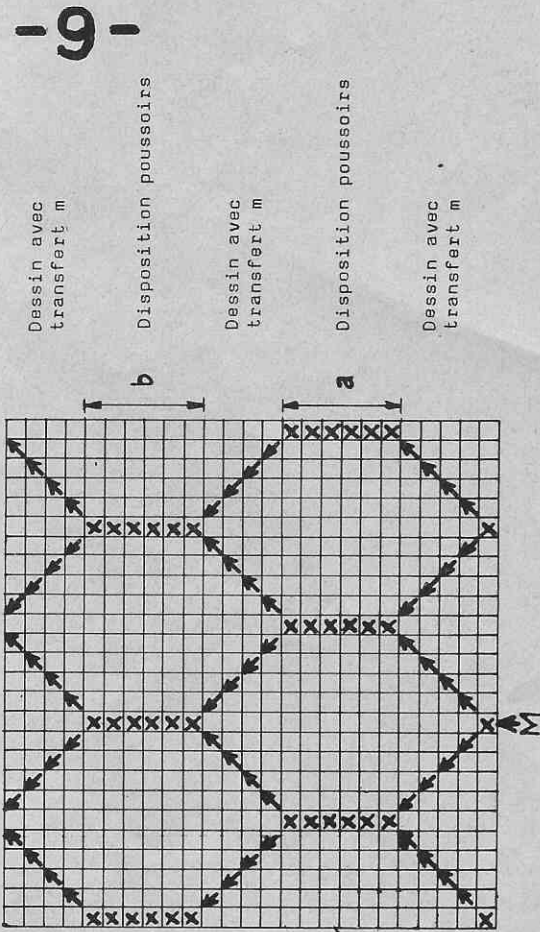 -9-
Dessin avec
transfert m
Disposition poussoirs
b
Dessin avec
transfert m
Disposition poussoirs
a
Dessin avec
transfert m
M